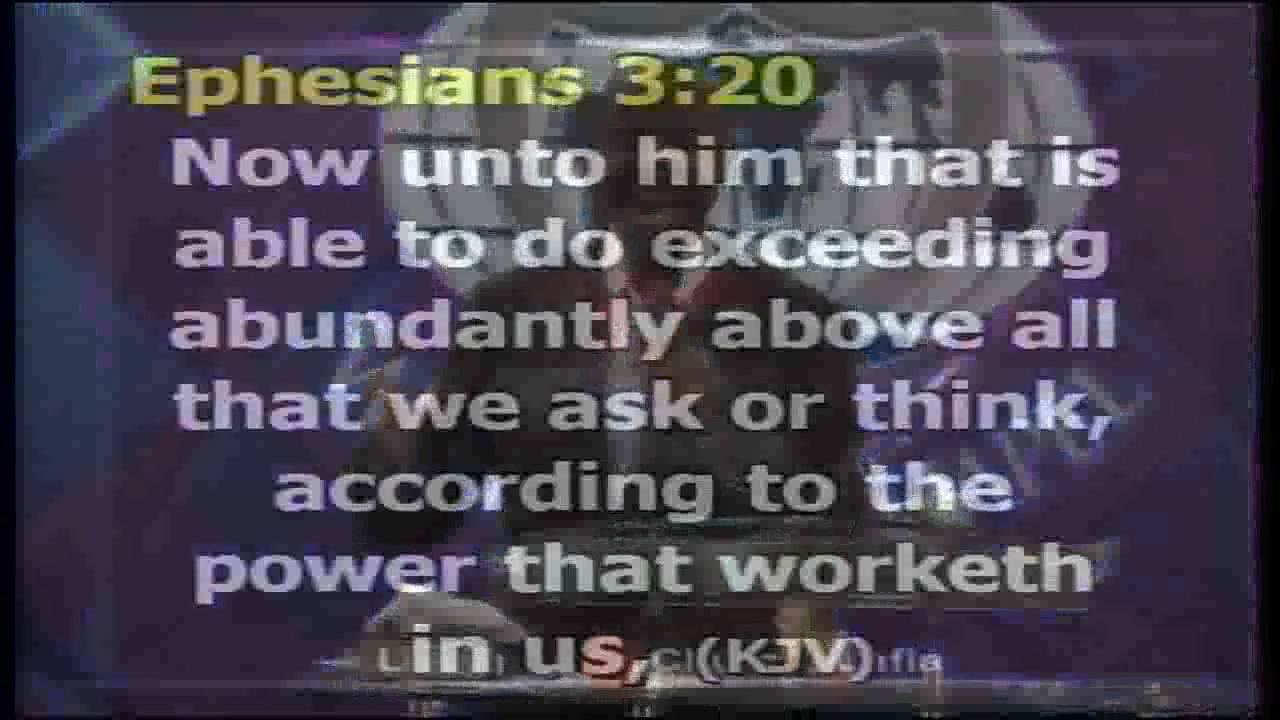 Ephesians 3:20
Now unto him that is
able to do exceeding
abundantly above all
that we ask or think,
according to the
power that worketh
in us, (KJV)